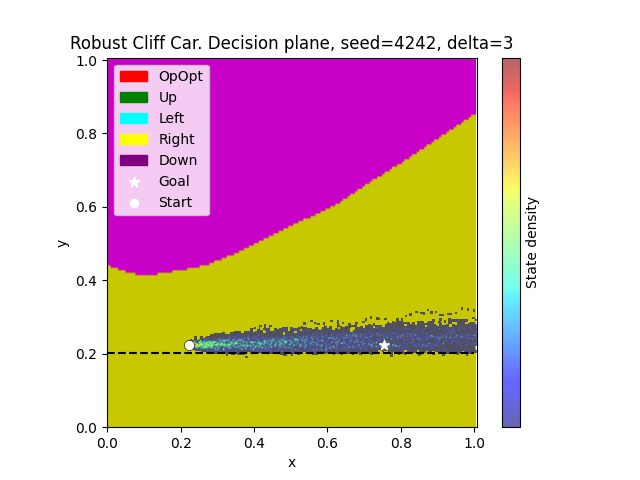 Robust Cliff Car. Decision plane, seed=4242, delta=3
OpOpt
Up
Left
Right
Down
Goal
Start
1.0
0.8
0.6
0.4
0.2
0.0
y
0.0 0.2 0.4 0.6 0.8 1.0
x
State density